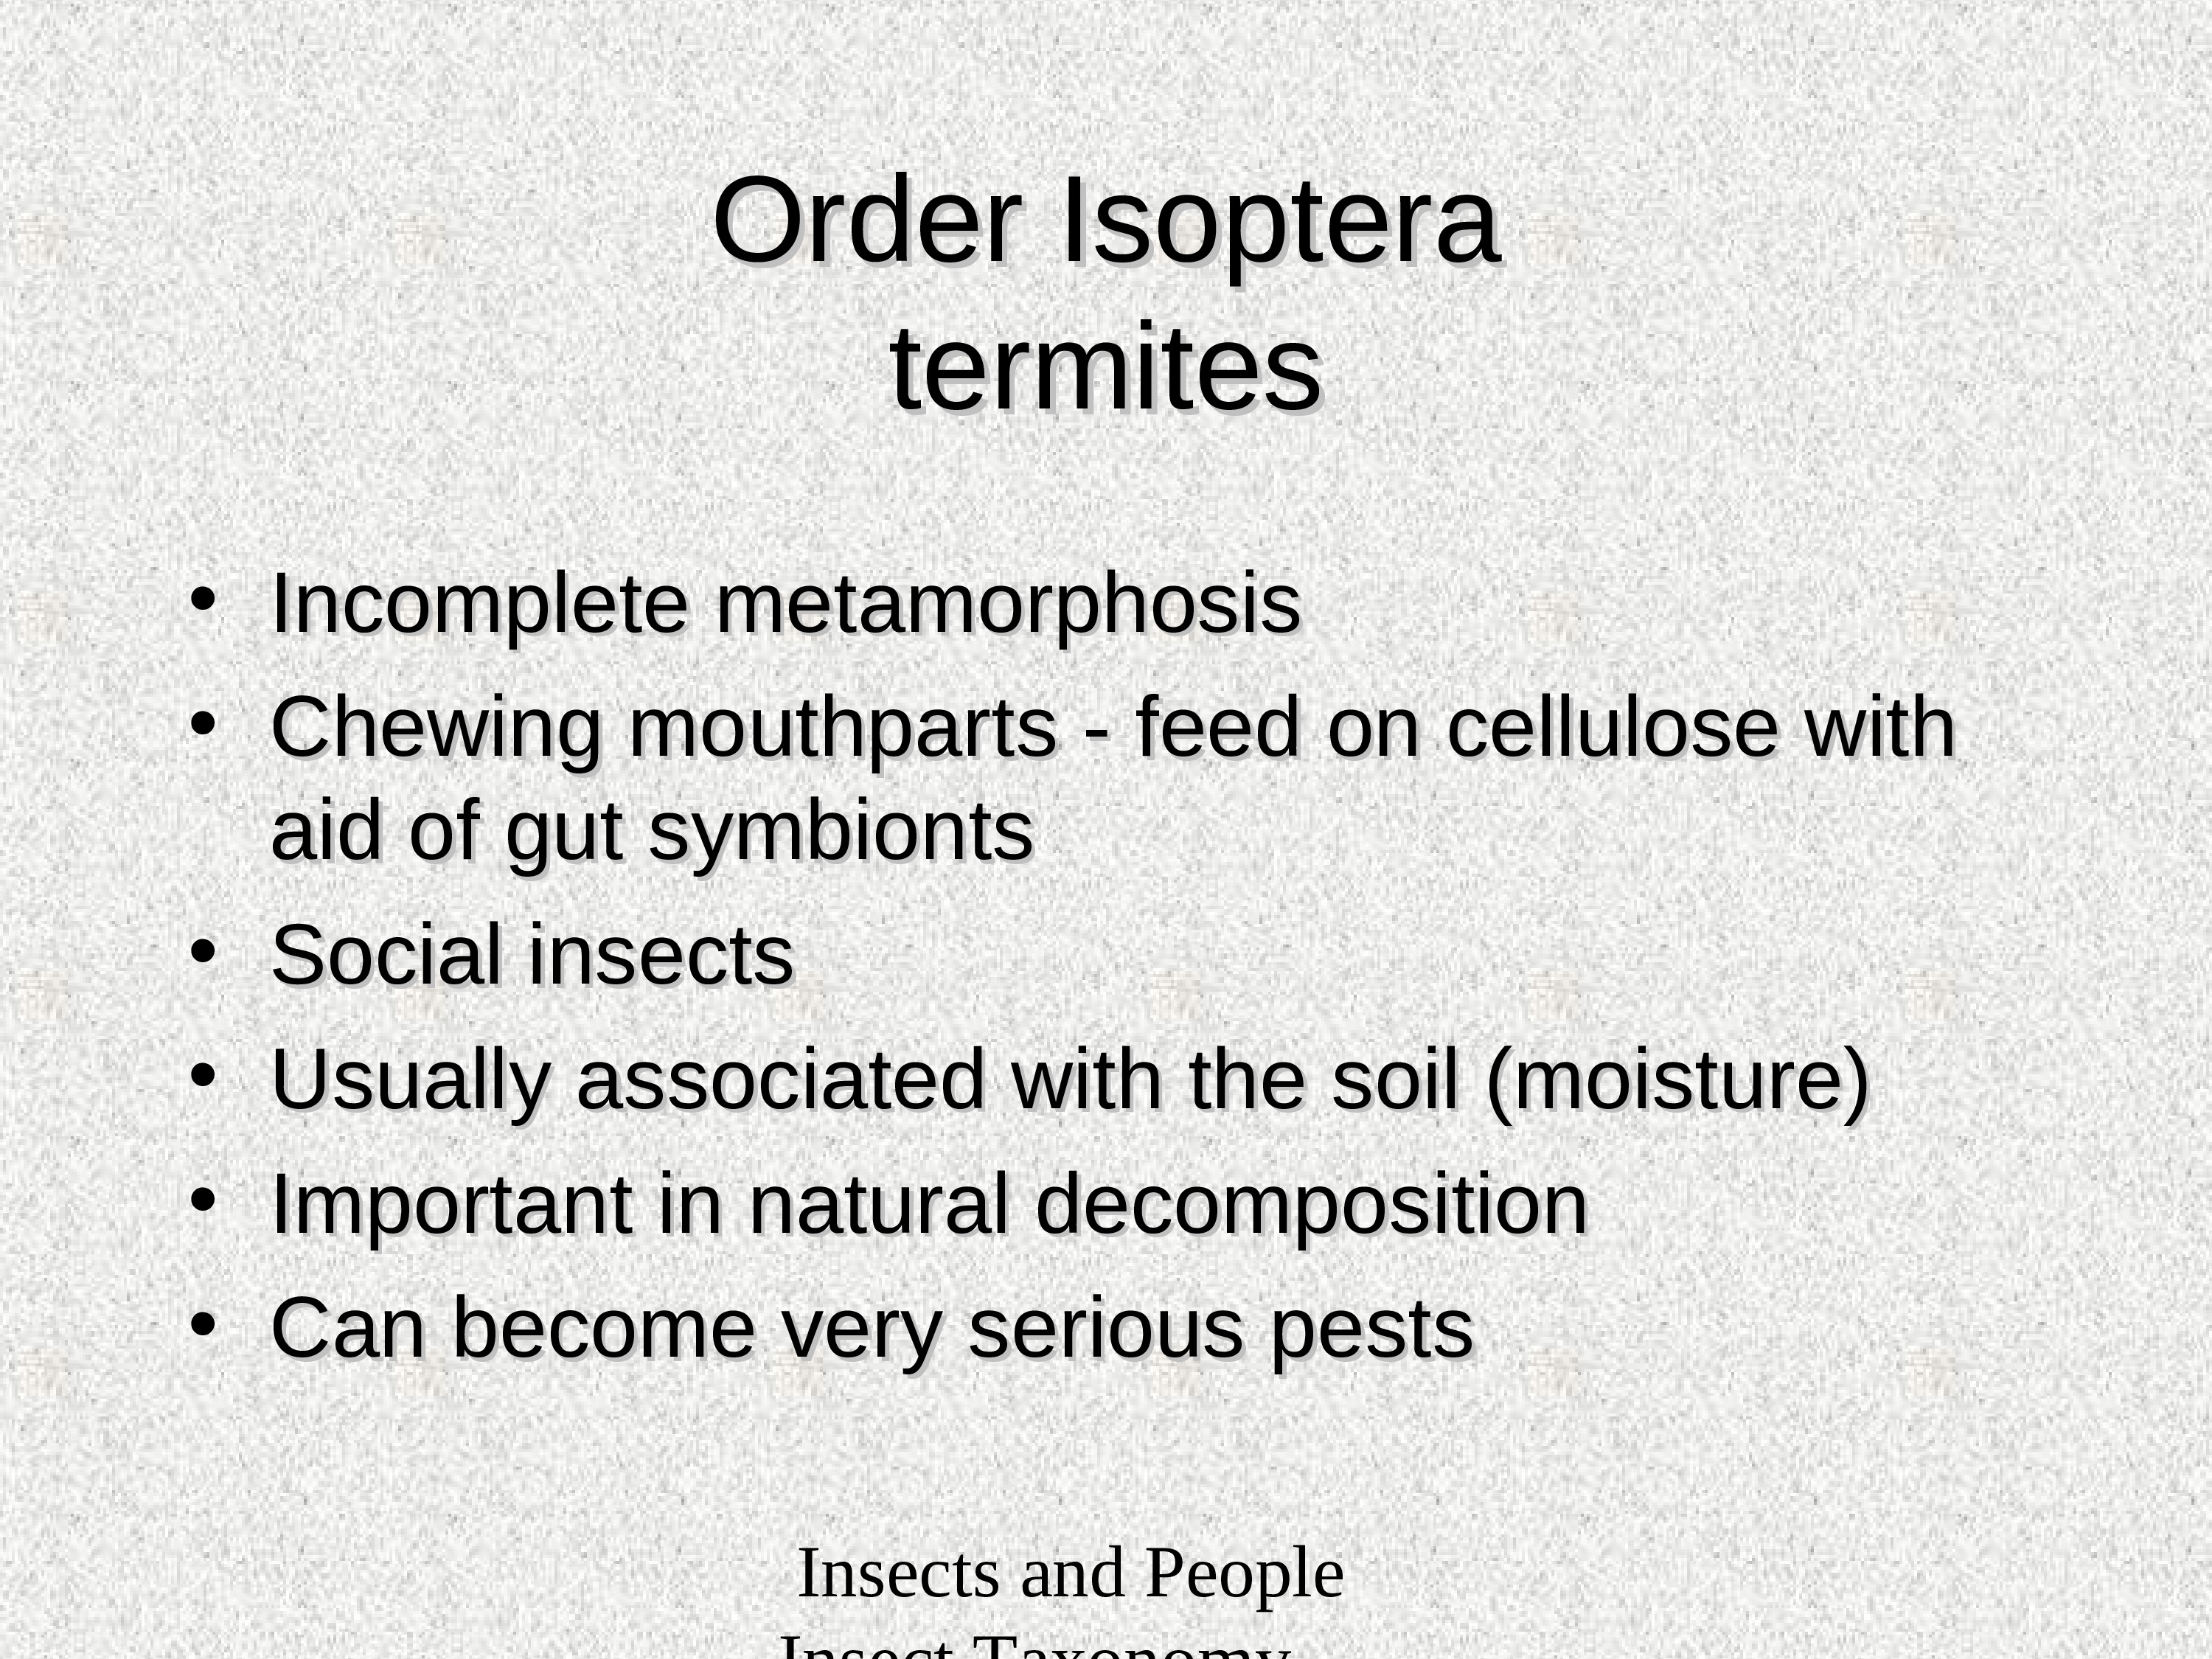 Order Isoptera
termites
• Incomplete metamorphosis
• Chewing mouthparts - feed on cellulose with
aid of gut symbionts
• Social insects
• Usually associated with the soil (moisture)
• Important in natural decomposition
• Can become very serious pests
Insects and People
Insect Taxonomy